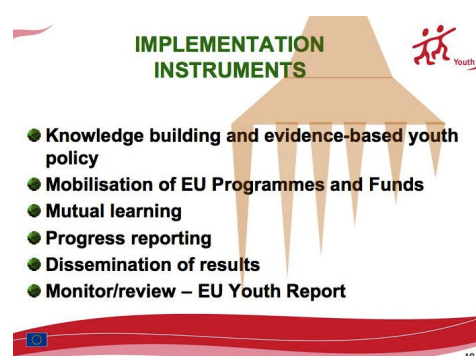 IMPLEMENTATION
INSTRUMENTS
Youth
Knowledge building and evidence-based youth
policy
Mobilisation of EU Programmes and Funds
Mutual learning
Progress reporting
Dissemination of results
Monitor/review – EU Youth Report